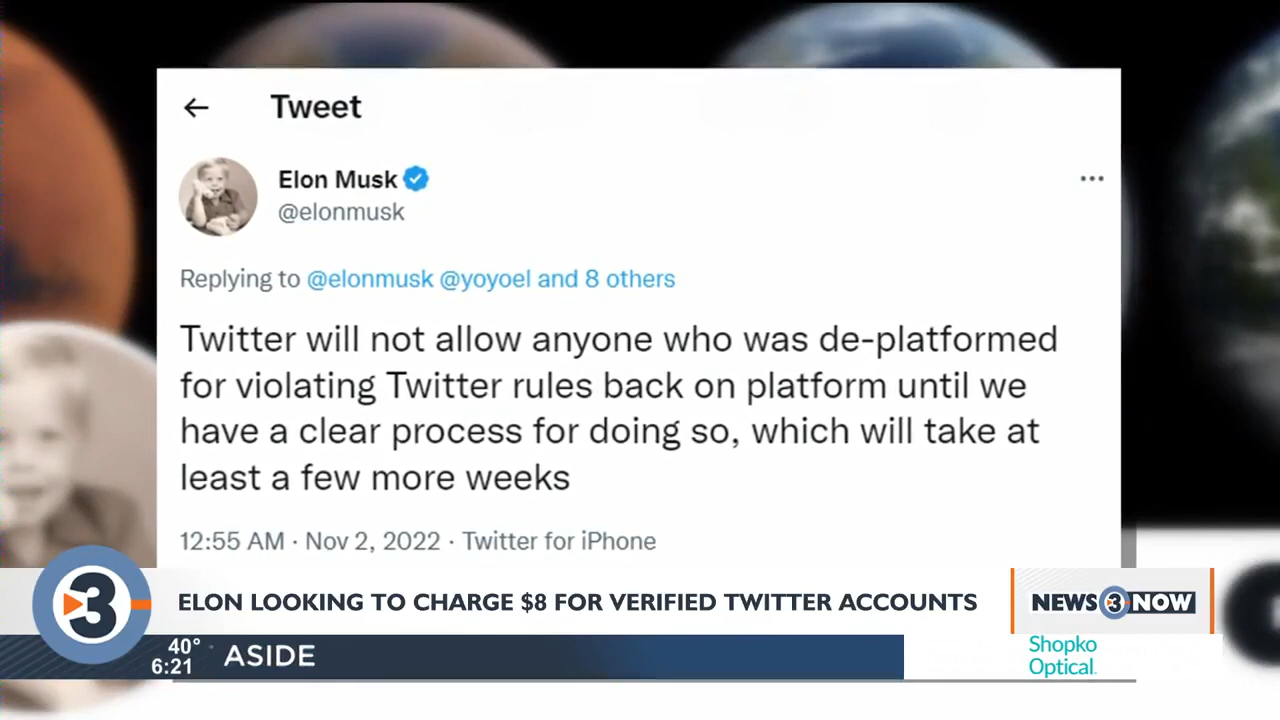 Tweet
Elon Musk
@elonmusk
Replying to @elonmusk @yoyoel and 8 others
Twitter will not allow anyone who was de-platformed
for violating Twitter rules back on platform until we
have a clear process for doing so, which will take at
least a few more weeks
12:55 AM · Nov 2, 2022 · Twitter for iPhone
3
ELON LOOKING TO CHARGE $8 FOR VERIFIED TWITTER ACCOUNTS
NEWS 3 NOW
40°
6:21
ASIDE
Shopko
Optical.